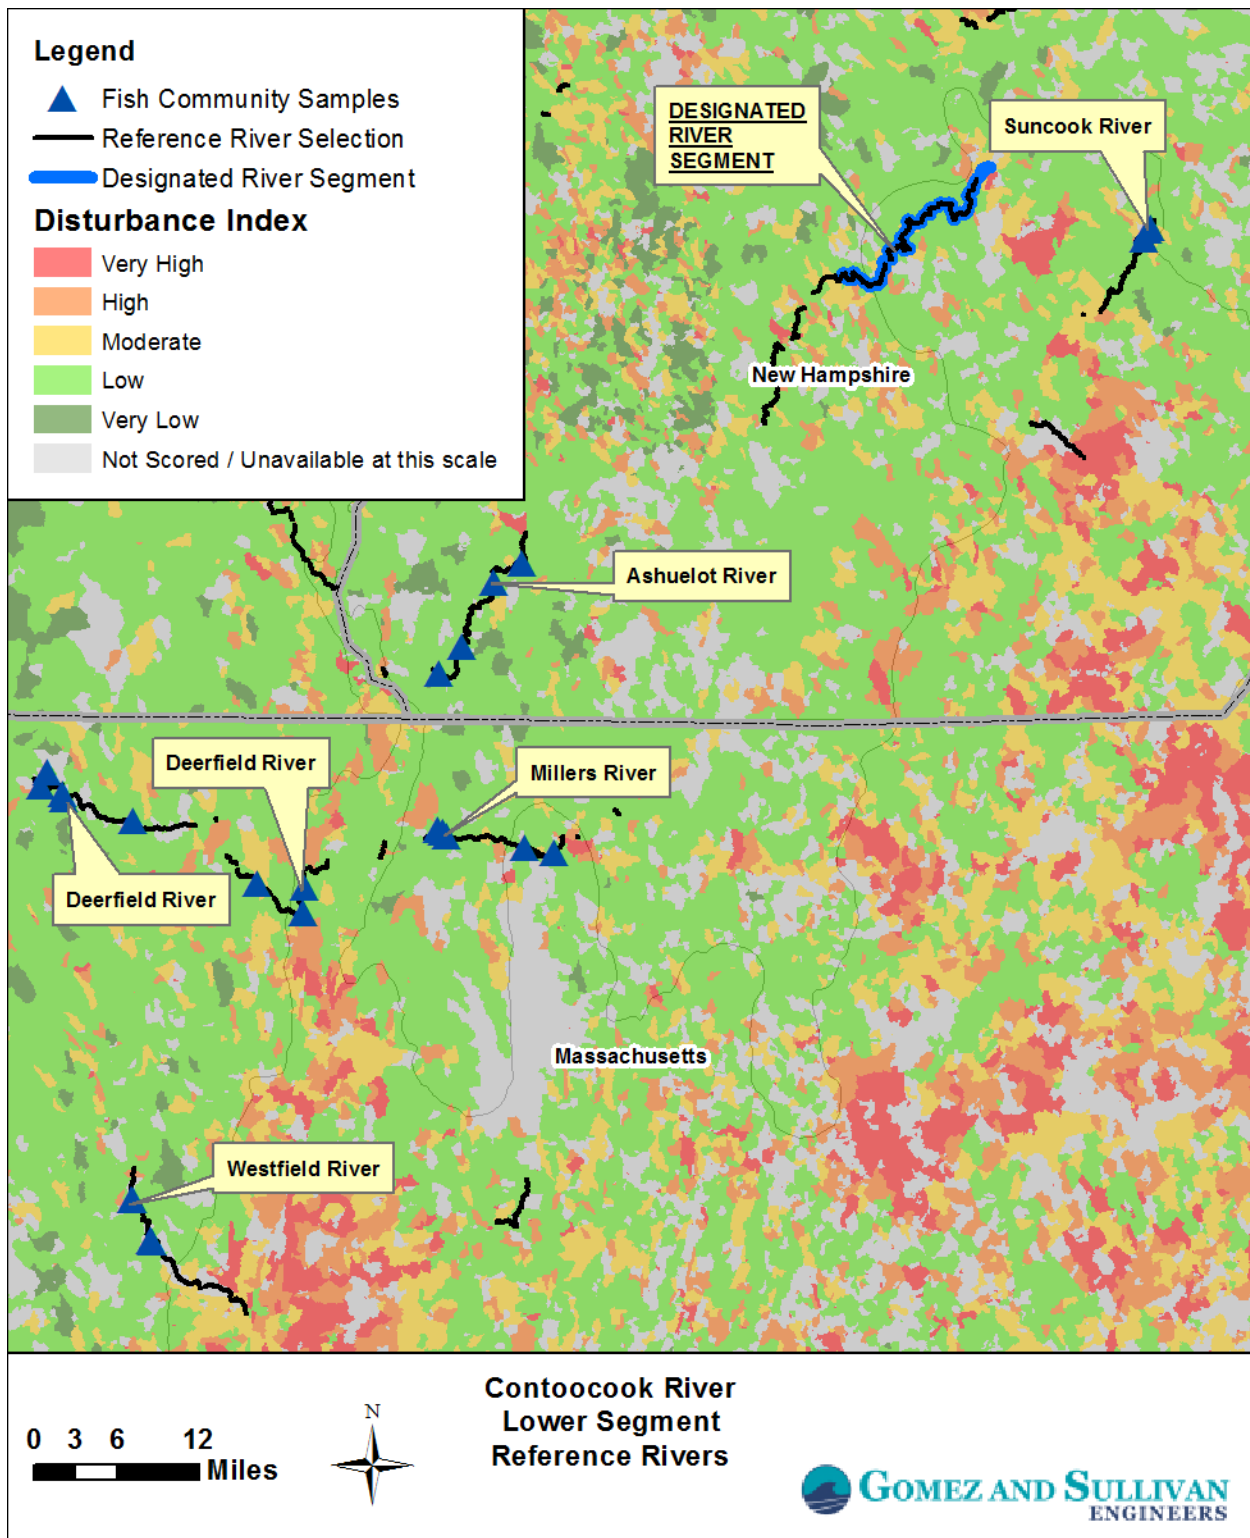 Legend
Fish Community Samples
Reference River Selection
Designated River Segment
Disturbance Index
Very High
High
Moderate
Low
Very Low
Not Scored / Unavailable at this scale
DESIGNATED
RIVER
SEGMENT
Suncook River
New Hampshire
Ashuelot River
Deerfield River
Millers River
Deerfield River
Massachusetts
Westfield River
0 3 6 12
Miles
N
Contoocook River
Lower Segment
Reference Rivers
GOMEZ AND SULLIVAN
ENGINEERS